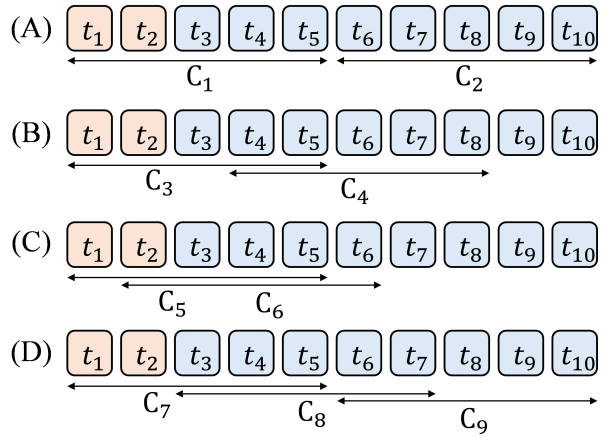 (A) t₁ t₂ t₃ t₄ t₅ t₆ t₇ t₈ t₉ t₁₀
C₁ C₂
(B) t₁ t₂ t₃ t₄ t₅ t₆ t₇ t₈ t₉ t₁₀
C₃ C₄
(C) t₁ t₂ t₃ t₄ t₅ t₆ t₇ t₈ t₉ t₁₀
C₅ C₆
(D) t₁ t₂ t₃ t₄ t₅ t₆ t₇ t₈ t₉ t₁₀
C₇ C₈ C₉